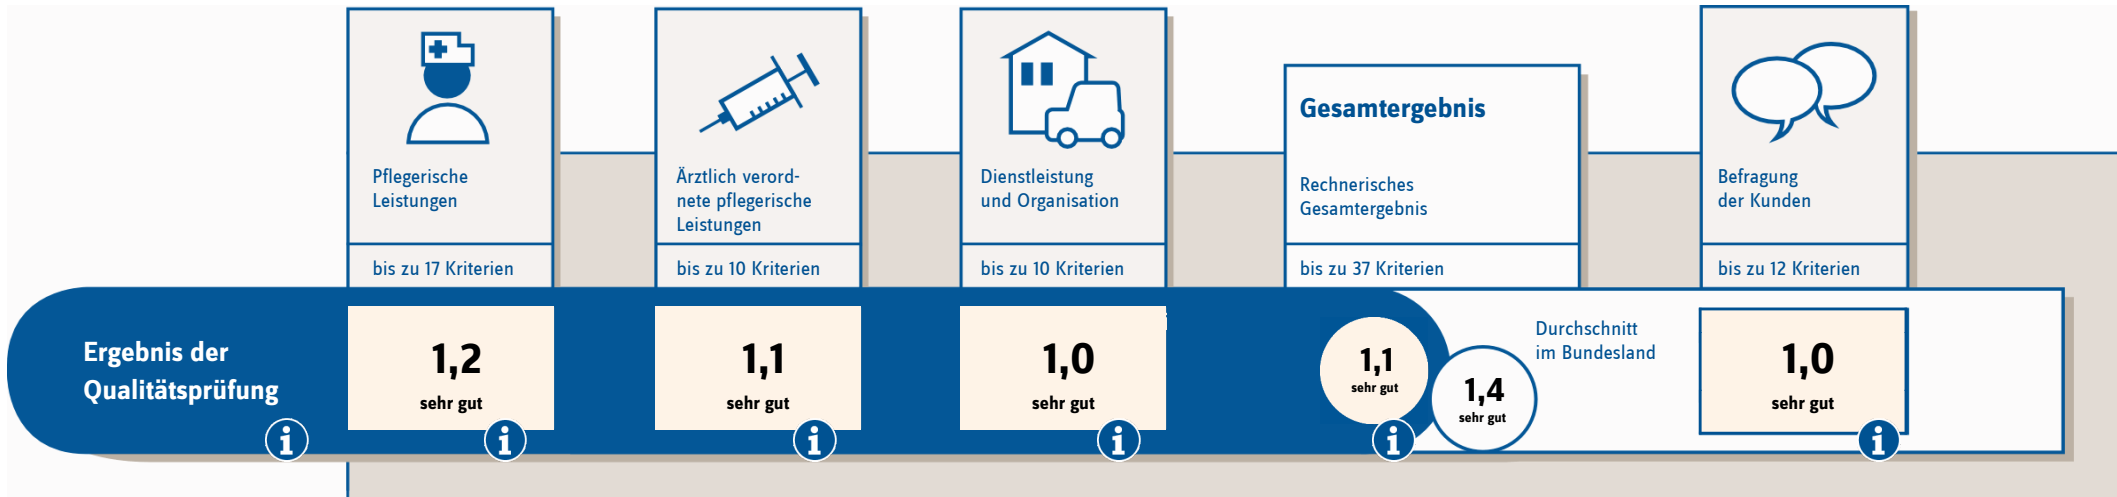 Pflegerische
Leistungen
bis zu 17 Kriterien
Ärztlich verord-
nete pflegerische
Leistungen
bis zu 10 Kriterien
Dienstleistung
und Organisation
bis zu 10 Kriterien
Gesamtergebnis
Rechnerisches
Gesamtergebnis
bis zu 37 Kriterien
Befragung
der Kunden
bis zu 12 Kriterien
Ergebnis der
Qualitätsprüfung
i
1,2
sehr gut
i
1,1
sehr gut
i
1,0
sehr gut
i
1,1
sehr gut
i
1,4
sehr gut
Durchschnitt
im Bundesland
1,0
sehr gut
i